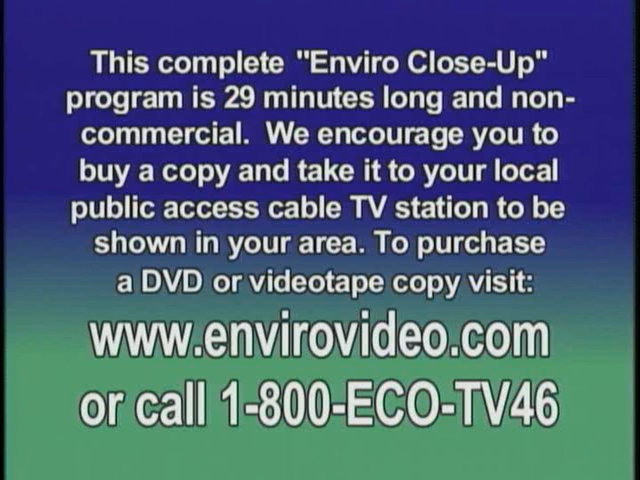 This complete "Enviro Close-Up"
program is 29 minutes long and non-
commercial. We encourage you to
buy a copy and take it to your local
public access cable TV station to be
shown in your area. To purchase
a DVD or videotape copy visit:
www.envirovideo.com
or call 1-800-ECO-TV46